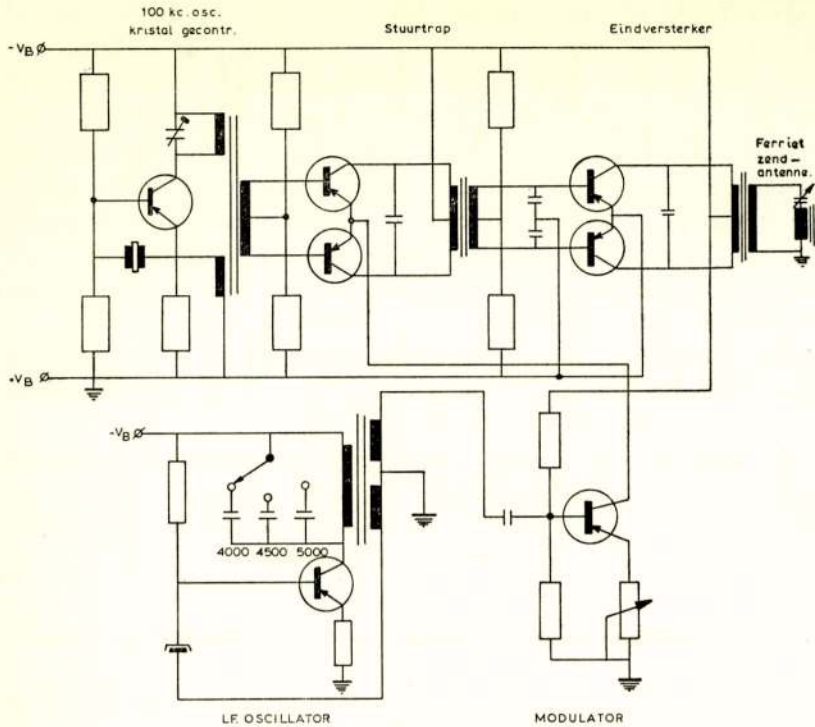 100 kc. osc.
kristal gecontr.
Stuurtrap
Eindversterker
-VB
Ferriet
zend-
antenne.
+VB
-VB
4000 4500 5000
LF. OSCILLATOR
MODULATOR